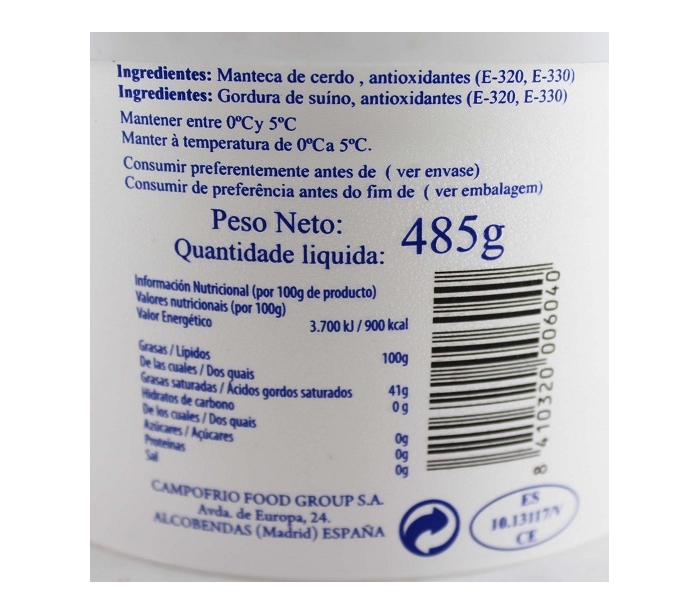 Ingredientes: Manteca de cerdo , antioxidantes (E-320, E-330)
Ingredientes: Gordura de suíno, antioxidantes (E-320, E-330)
Mantener entre 0ºCy 5ºC
Manter à temperatura de 0ºCa 5ºC.
Consumir preferentemente antes de ( ver envase)
Consumir de preferência antes do fim de ( ver embalagem)
Peso Neto:
Quantidade liquida: 485g
Información Nutricional (por 100g de producto)
Valores nutricionais (por 100g)
Valor Energético 3.700 kJ / 900 kcal
Grasas / Lípidos 100g
De las cuales / Dos quais
Grasas saturadas / Ácidos gordos saturados 41g
Hidratos de carbono 0 g
De los cuales / Dos quais
Azúcares / Açúcares 0g
Proteínas 0g
Sal 0g
8 410320 006040
CAMPOFRIO FOOD GROUP S.A.
Avda. de Europa, 24.
ALCOBENDAS (Madrid) ESPAÑA
ES
10.13117/V
CE